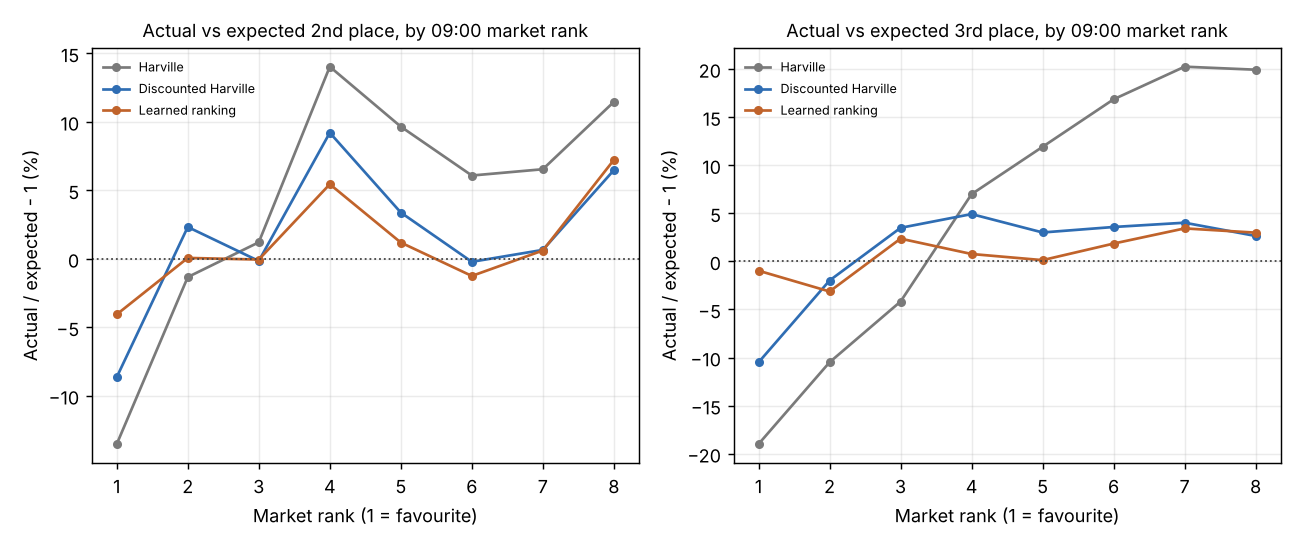 Actual vs expected 2nd place, by 09:00 market rank
Harville
Discounted Harville
Learned ranking
15
10
5
0
−5
−10
Actual / expected - 1 (%)
1 2 3 4 5 6 7 8
Market rank (1 = favourite)
Actual vs expected 3rd place, by 09:00 market rank
Harville
Discounted Harville
Learned ranking
20
15
10
5
0
−5
−10
−15
−20
Actual / expected - 1 (%)
1 2 3 4 5 6 7 8
Market rank (1 = favourite)